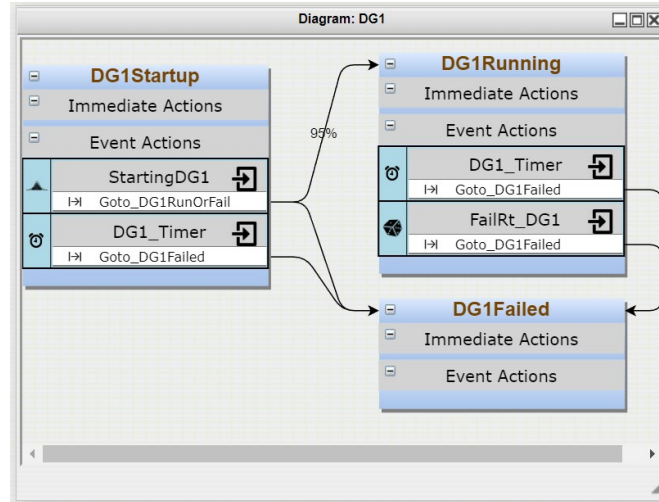 Diagram: DG1
DG1Startup
Immediate Actions
Event Actions
StartingDG1
Goto_DG1RunOrFail
DG1_Timer
Goto_DG1Failed
95%
DG1Running
Immediate Actions
Event Actions
DG1_Timer
Goto_DG1Failed
FailRt_DG1
Goto_DG1Failed
DG1Failed
Immediate Actions
Event Actions